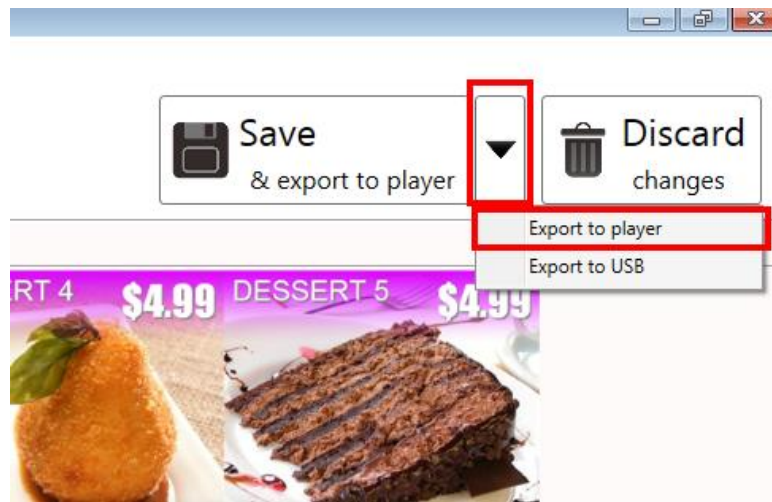 Save
& export to player
Discard
changes
Export to player
Export to USB
RT 4
$4.99
DESSERT 5
$4.99